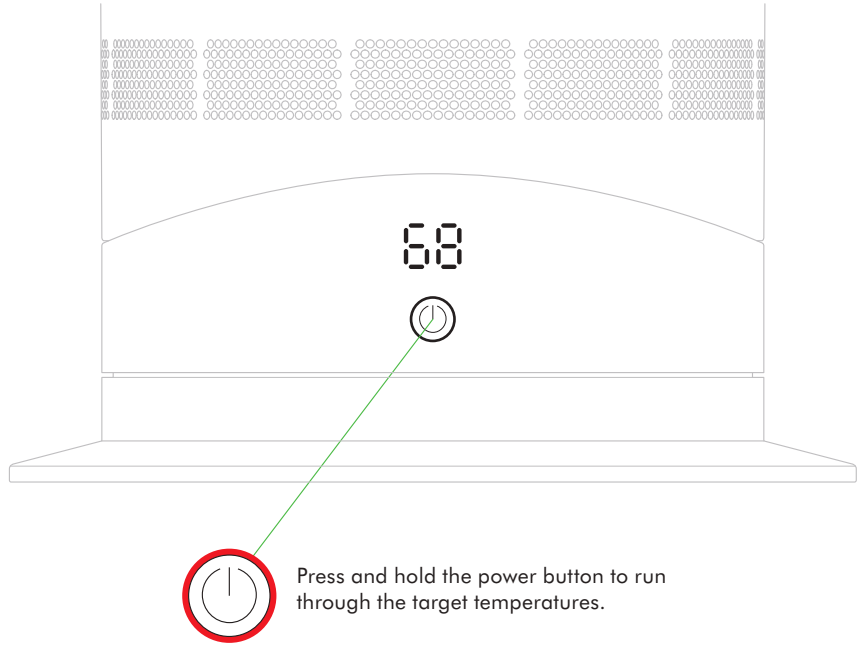 68
Press and hold the power button to run
through the target temperatures.